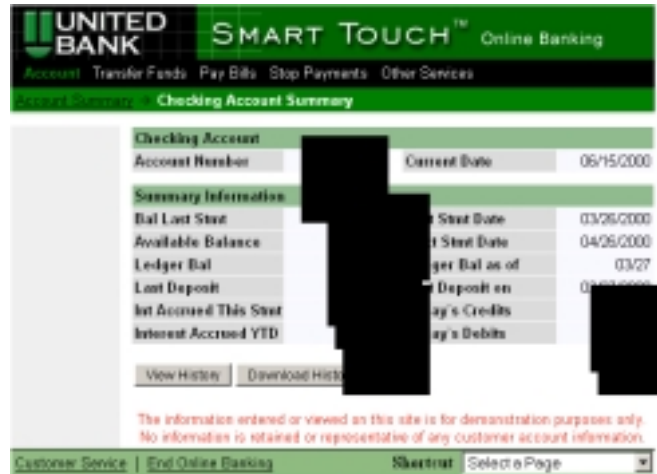 UNITED
BANK
SMART TOUCH™ Online Banking
Account Transfer Funds Pay Bills Stop Payments Other Services
Account Summary Checking Account Summary
Checking Account
Account Number Current Date 06/15/2000
Summary Information
Bal Last Stmt Stmt Date 03/26/2000
Available Balance Stmt Date 04/26/2000
Ledger Bal ger Bal as of 03/27
Last Deposit Deposit on
Int Accrued This Stmt ay's Credits
Interest Accrued YTD ay's Debits
View History Download Histo
The information entered or viewed on this site is for demonstration purposes only.
No information is retained or representative of any customer account information.
Customer Service | End Online Banking Shortcut Select a Page